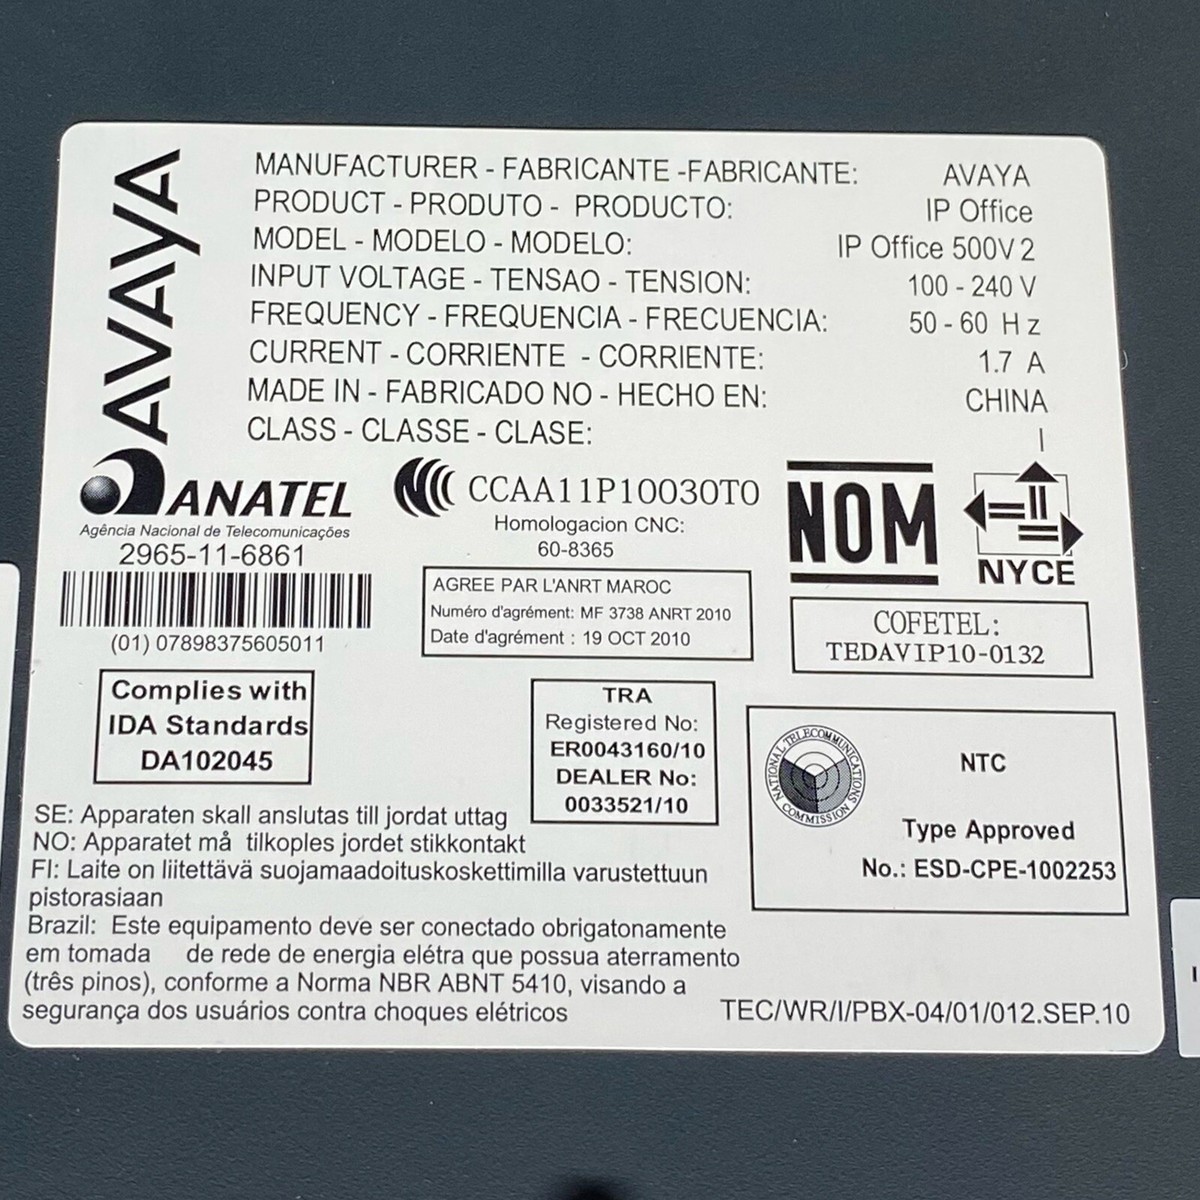 AVAYA
MANUFACTURER - FABRICANTE -FABRICANTE: AVAYA
PRODUCT - PRODUTO - PRODUCTO: IP Office
MODEL - MODELO - MODELO: IP Office 500V2
INPUT VOLTAGE - TENSAO - TENSION: 100 - 240 V
FREQUENCY - FREQUENCIA - FRECUENCIA: 50 - 60 Hz
CURRENT - CORRIENTE - CORRIENTE: 1.7 A
MADE IN - FABRICADO NO - HECHO EN: CHINA
CLASS - CLASSE - CLASE: I
ANATEL
Agência Nacional de Telecomunicações
2965-11-6861
(01) 07898375605011
CCAA11P10030T0
Homologacion CNC:
60-8365
NOM
NYCE
AGREE PAR L'ANRT MAROC
Numéro d'agrément: MF 3738 ANRT 2010
Date d'agrément : 19 OCT 2010
COFETEL:
TEDAVIP10-0132
Complies with
IDA Standards
DA102045
TRA
Registered No:
ER0043160/10
DEALER No:
0033521/10
NATIONAL TELECOMMUNICATIONS COMMISSION
NTC
Type Approved
No.: ESD-CPE-1002253
SE: Apparaten skall anslutas till jordat uttag
NO: Apparatet må tilkoples jordet stikkontakt
FI: Laite on liitettävä suojamaadoituskoskettimilla varustettuun
pistorasiaan
Brazil: Este equipamento deve ser conectado obrigatonamente
em tomada de rede de energia elétra que possua aterramento
(três pinos), conforme a Norma NBR ABNT 5410, visando a
segurança dos usuários contra choques elétricos
TEC/WR/I/PBX-04/01/012.SEP.10